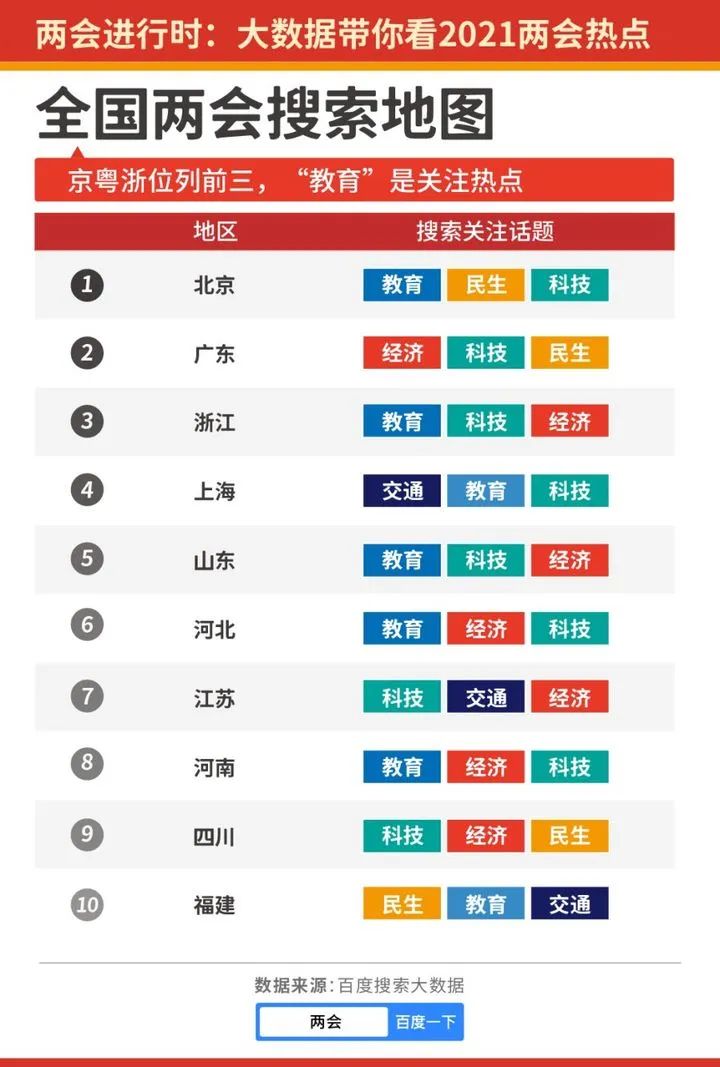 两会进行时：大数据带你看2021两会热点
全国两会搜索地图
京粤浙位列前三，“教育”是关注热点
地区 搜索关注话题
1 北京 教育 民生 科技
2 广东 经济 科技 民生
3 浙江 教育 科技 经济
4 上海 交通 教育 科技
5 山东 教育 科技 经济
6 河北 教育 经济 科技
7 江苏 科技 交通 经济
8 河南 教育 经济 科技
9 四川 科技 经济 民生
10 福建 民生 教育 交通
数据来源：百度搜索大数据
两会 百度一下